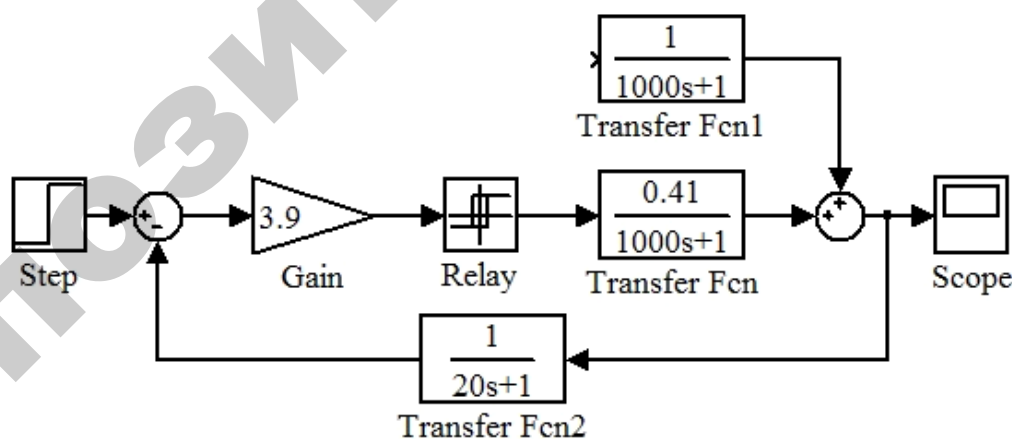 1
1000s+1
Transfer Fcn1
3.9
0.41
1000s+1
Step
Gain
Relay
Transfer Fcn
Scope
1
20s+1
Transfer Fcn2